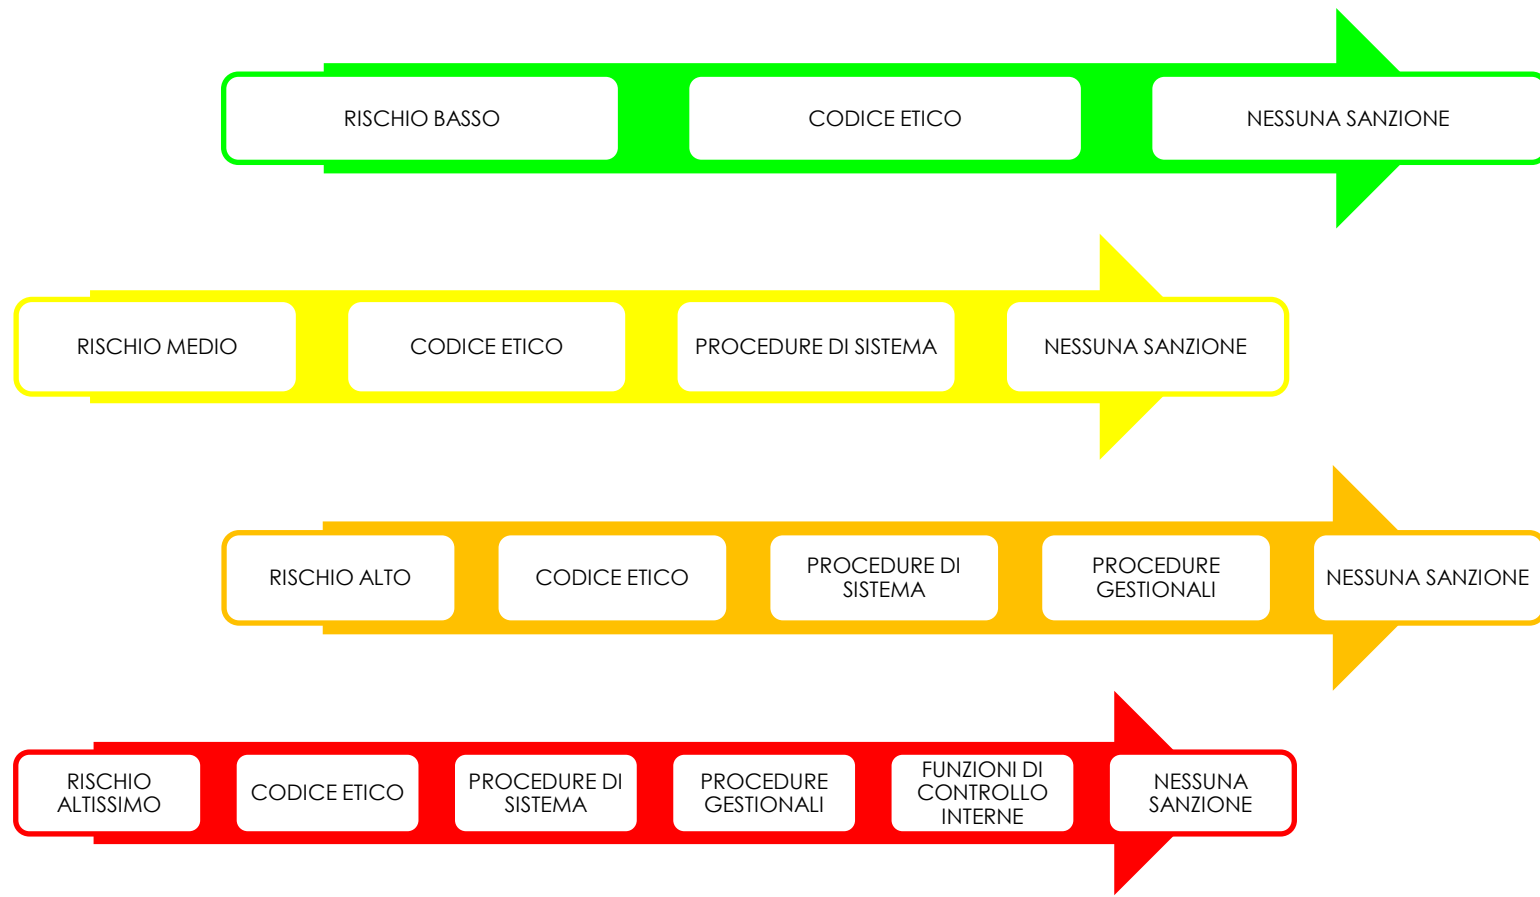 RISCHIO BASSO
CODICE ETICO
NESSUNA SANZIONE
RISCHIO MEDIO
CODICE ETICO
PROCEDURE DI SISTEMA
NESSUNA SANZIONE
RISCHIO ALTO
CODICE ETICO
PROCEDURE DI
SISTEMA
PROCEDURE
GESTIONALI
NESSUNA SANZIONE
RISCHIO
ALTISSIMO
CODICE ETICO
PROCEDURE DI
SISTEMA
PROCEDURE
GESTIONALI
FUNZIONI DI
CONTROLLO
INTERNE
NESSUNA
SANZIONE